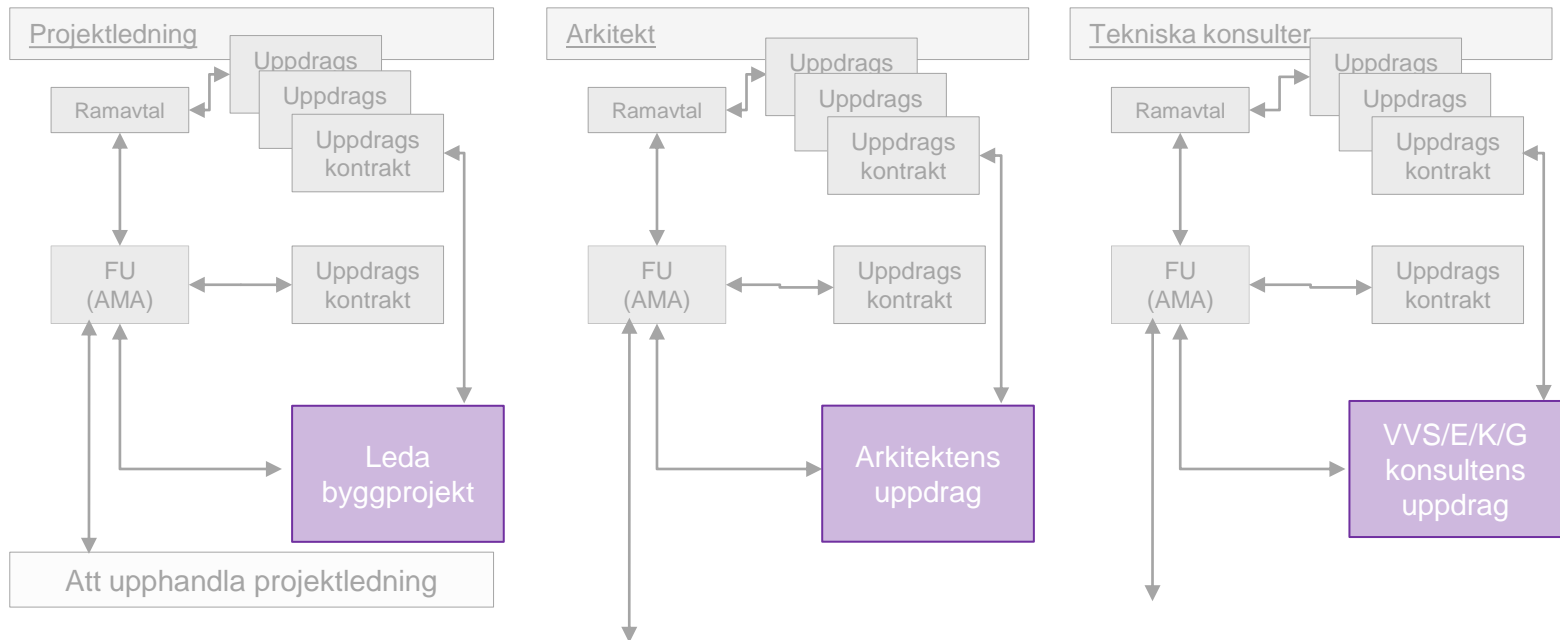 Projektledning
Uppdrags
Uppdrags
Ramavtal
Uppdrags
kontrakt
FU
(AMA)
Uppdrags
kontrakt
Leda
byggprojekt
Att upphandla projektledning
Arkitekt
Uppdrags
Uppdrags
Ramavtal
Uppdrags
kontrakt
FU
(AMA)
Uppdrags
kontrakt
Arkitektens
uppdrag
Tekniska konsulter
Uppdrags
Uppdrags
Ramavtal
Uppdrags
kontrakt
FU
(AMA)
Uppdrags
kontrakt
VVS/E/K/G
konsultens
uppdrag